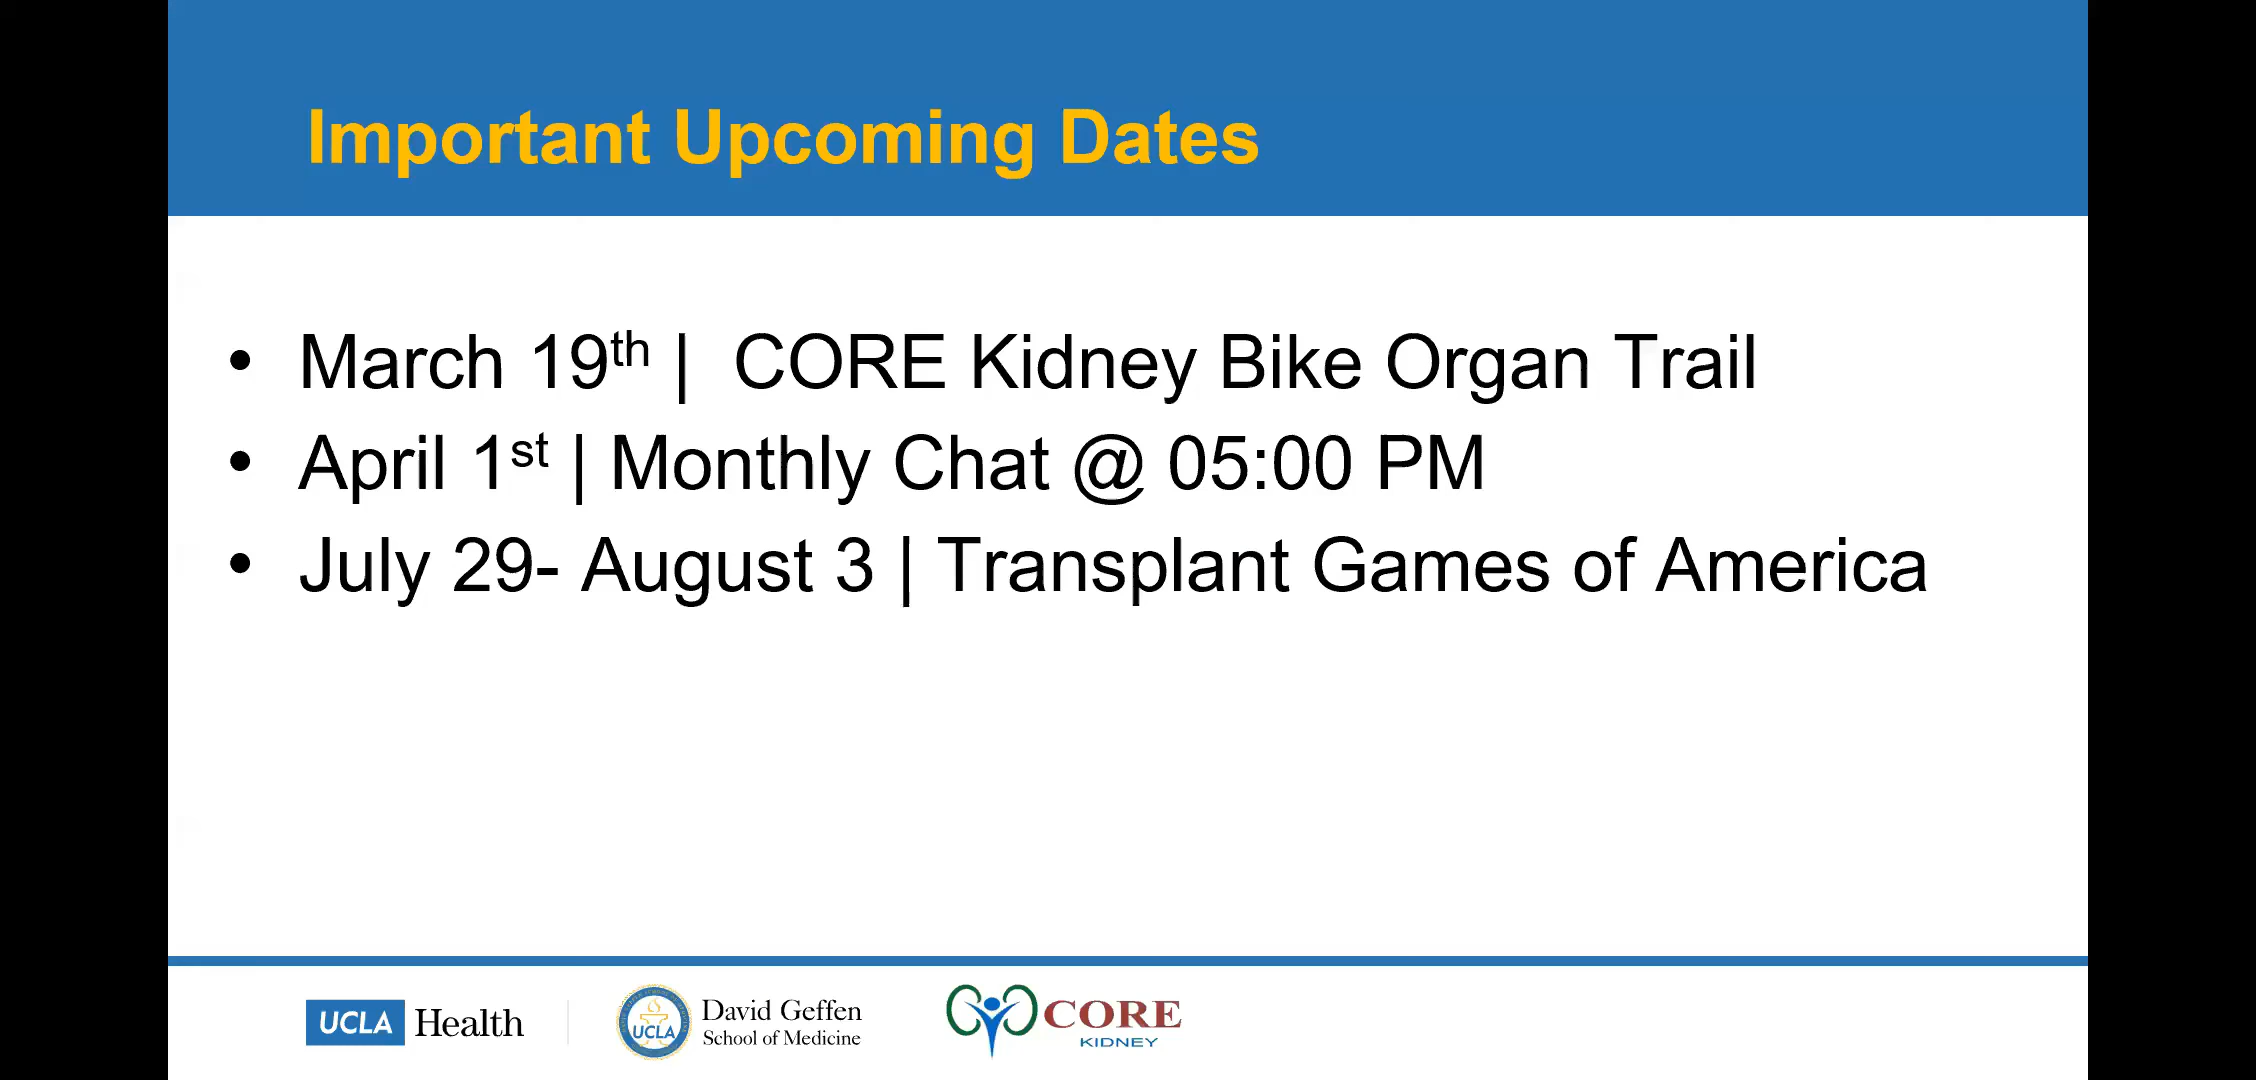 Important Upcoming Dates
• March 19th | CORE Kidney Bike Organ Trail
• April 1st | Monthly Chat @ 05:00 PM
• July 29- August 3 | Transplant Games of America
UCLA Health
UCLA
David Geffen
School of Medicine
CORE
KIDNEY